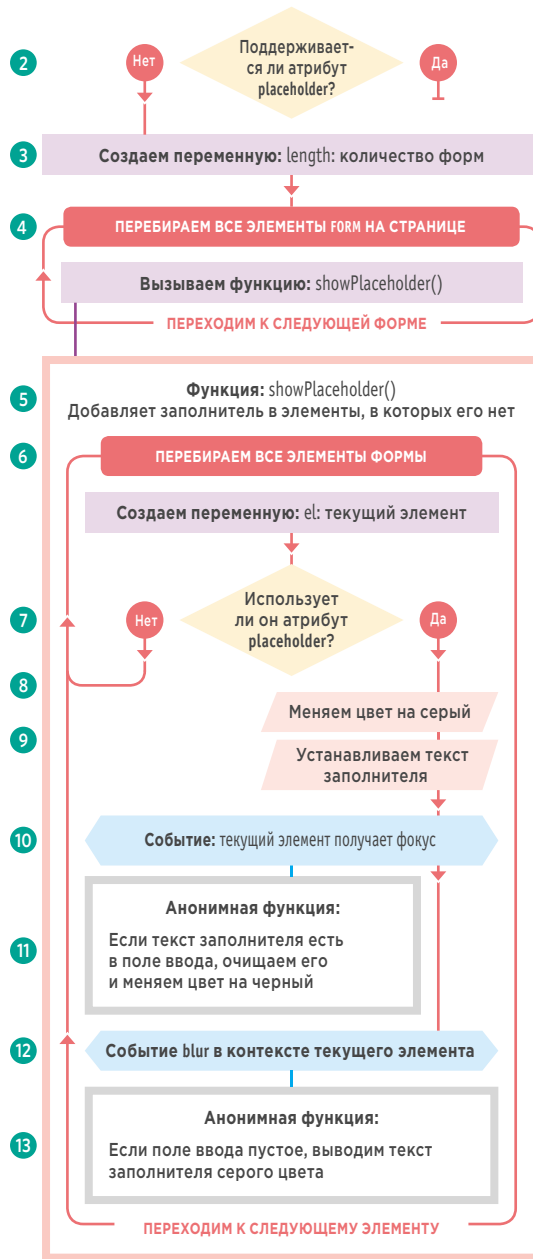 Поддерживает-
2
Нет
ся ли атрибут
Да
placeholder?
3
Создаем переменную: length: количество форм
4
ПЕРЕБИРАЕМ ВСЕ ЭЛЕМЕНТЫ FORM НА СТРАНИЦЕ
Вызываем функцию: showPlaceholder()
ПЕРЕХОДИМ К СЛЕДУЮЩЕЙ ФОРМЕ
5
Функция: showPlaceholder()
Добавляет заполнитель в элементы, в которых его нет
6
ПЕРЕБИРАЕМ ВСЕ ЭЛЕМЕНТЫ ФОРМЫ
Создаем переменную: el: текущий элемент
Использует
7
Нет
ли он атрибут
Да
placeholder?
8
Меняем цвет на серый
9
Устанавливаем текст
заполнителя
10
Событие: текущий элемент получает фокус
Анонимная функция:
11
Если текст заполнителя есть
в поле ввода, очищаем его
и меняем цвет на черный
12
Событие blur в контексте текущего элемента
Анонимная функция:
13
Если поле ввода пустое, выводим текст
заполнителя серого цвета
ПЕРЕХОДИМ К СЛЕДУЮЩЕМУ ЭЛЕМЕНТУ